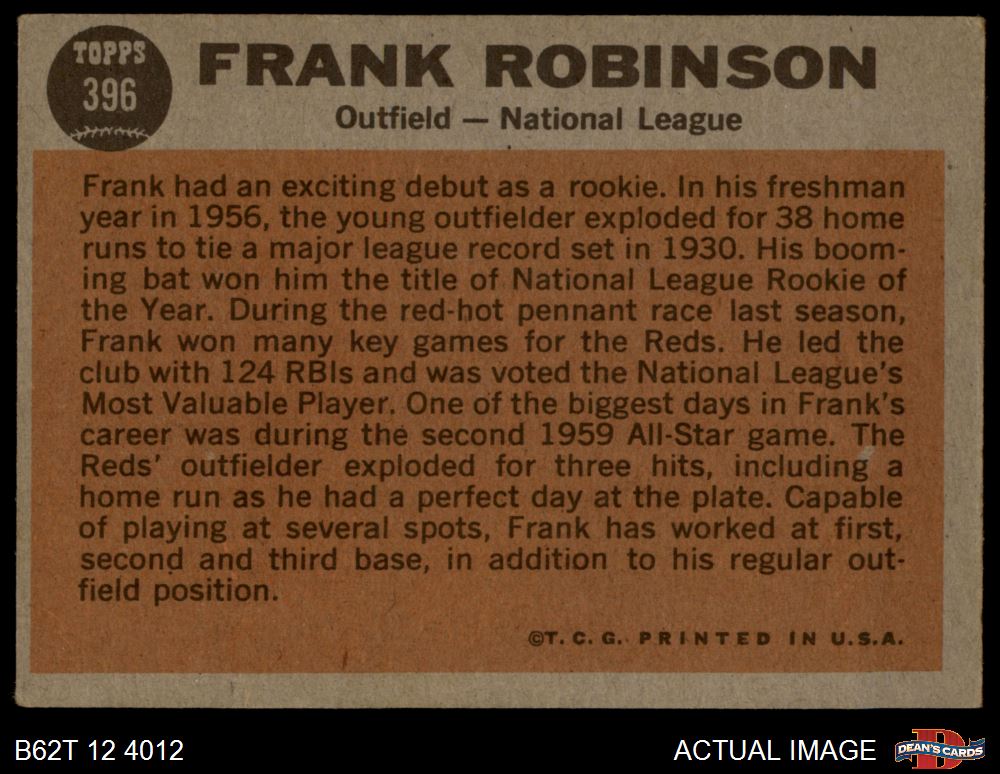 TOPPS
396
FRANK ROBINSON
Outfield — National League
Frank had an exciting debut as a rookie. In his freshman
year in 1956, the young outfielder exploded for 38 home
runs to tie a major league record set in 1930. His boom-
ing bat won him the title of National League Rookie of
the Year. During the red-hot pennant race last season,
Frank won many key games for the Reds. He led the
club with 124 RBIs and was voted the National League's
Most Valuable Player. One of the biggest days in Frank's
career was during the second 1959 All-Star game. The
Reds' outfielder exploded for three hits, including a
home run as he had a perfect day at the plate. Capable
of playing at several spots, Frank has worked at first,
second and third base, in addition to his regular out-
field position.
©T. C. G. PRINTED IN U.S.A.
B62T 12 4012
ACTUAL IMAGE
D
DEAN'S CARDS